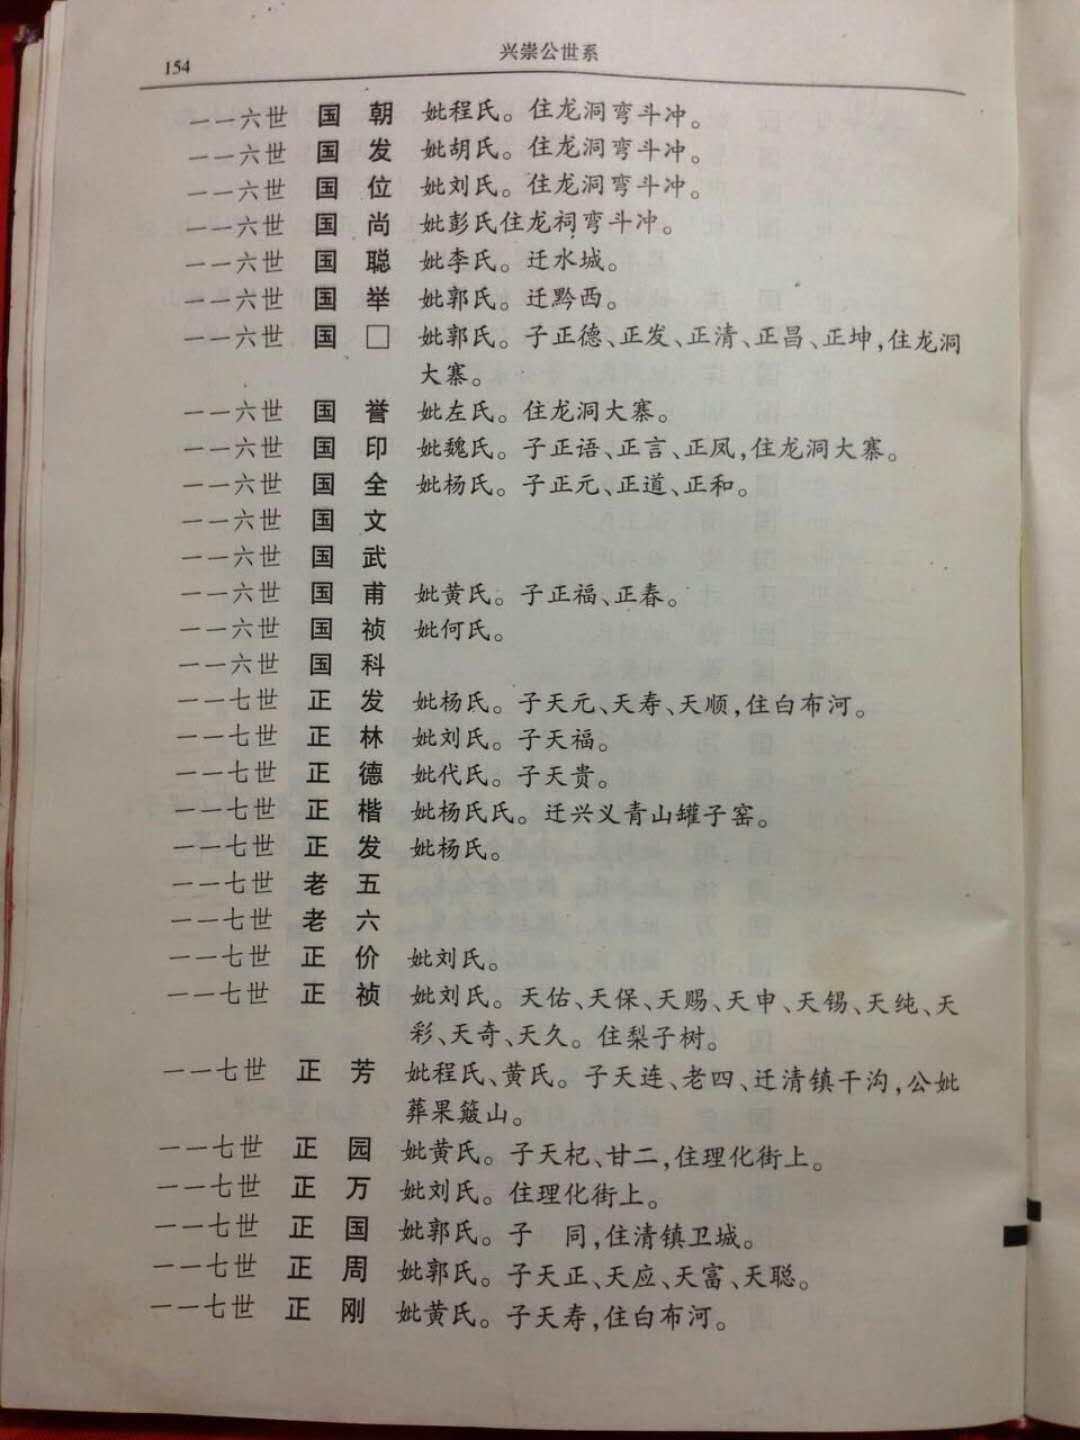 154
兴崇公世系
一一六世 国 朝 妣程氏。住龙洞弯斗冲。
一一六世 国 发 妣胡氏。住龙洞弯斗冲。
一一六世 国 位 妣刘氏。住龙洞弯斗冲。
一一六世 国 尚 妣彭氏住龙祠弯斗冲。
一一六世 国 聪 妣李氏。迁水城。
一一六世 国 举 妣郭氏。迁黔西。
一一六世 国 □ 妣郭氏。子正德、正发、正清、正昌、正坤,住龙洞
大寨。
一一六世 国 誉 妣左氏。住龙洞大寨。
一一六世 国 印 妣魏氏。子正语、正言、正凤,住龙洞大寨。
一一六世 国 全 妣杨氏。子正元、正道、正和。
一一六世 国 文
一一六世 国 武
一一六世 国 甫 妣黄氏。子正福、正春。
一一六世 国 祯 妣何氏。
一一六世 国 科
一一七世 正 发 妣杨氏。子天元、天寿、天顺,住白布河。
一一七世 正 林 妣刘氏。子天福。
一一七世 正 德 妣代氏。子天贵。
一一七世 正 楷 妣杨氏氏。迁兴义青山罐子窑。
一一七世 正 发 妣杨氏。
一一七世 老 五
一一七世 老 六
一一七世 正 价 妣刘氏。
一一七世 正 祯 妣刘氏。天佑、天保、天赐、天申、天锡、天纯、天
彩、天奇、天久。住梨子树。
一一七世 正 芳 妣程氏、黄氏。子天连、老四、迁清镇干沟,公妣
葬果簸山。
一一七世 正 园 妣黄氏。子天杞、甘二,住理化街上。
一一七世 正 万 妣刘氏。住理化街上。
一一七世 正 国 妣郭氏。子 同,住清镇卫城。
一一七世 正 周 妣郭氏。子天正、天应、天富、天聪。
一一七世 正 刚 妣黄氏。子天寿,住白布河。